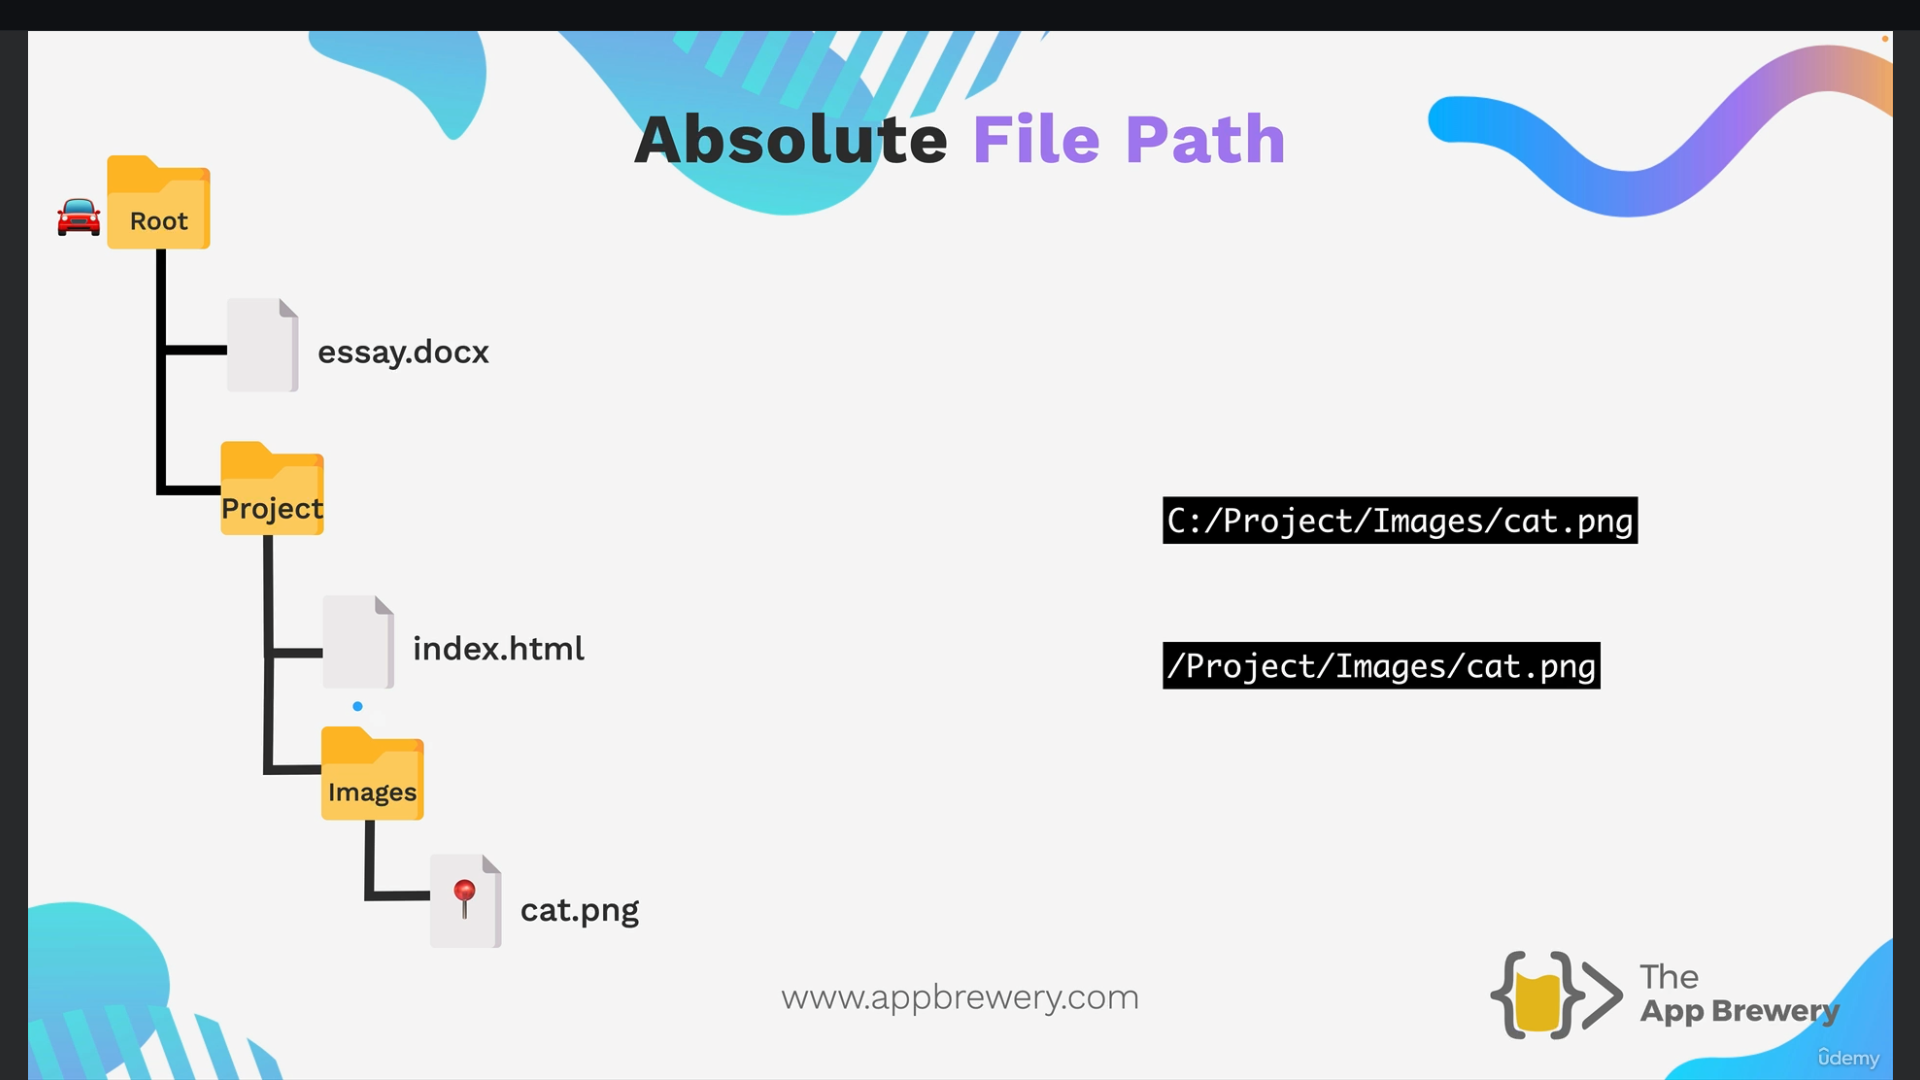 Absolute File Path
Root
essay.docx
Project
C:/Project/Images/cat.png
index.html
/Project/Images/cat.png
Images
cat.png
www.appbrewery.com
The
App Brewery
ûdemy